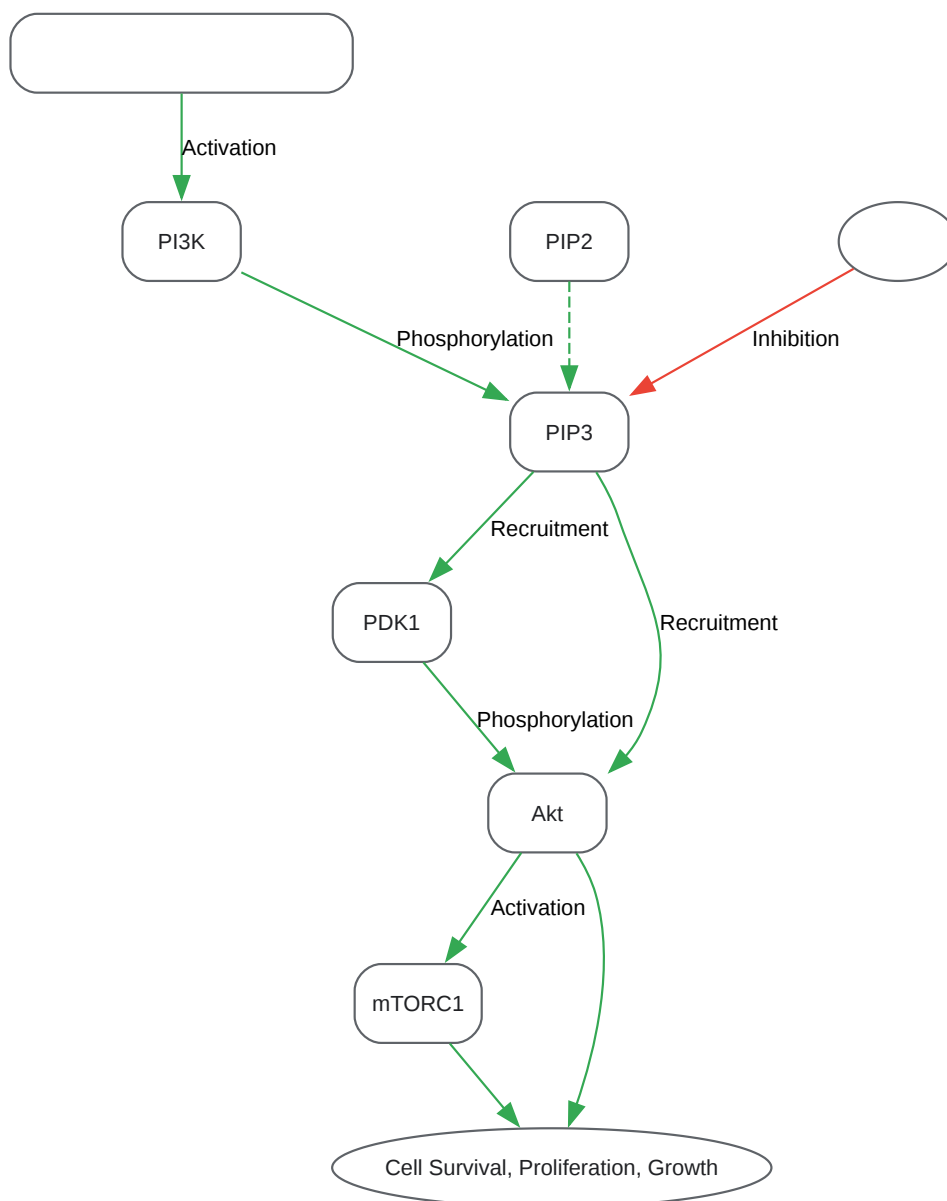 Activation
PI3K
PIP2
Phosphorylation
Inhibition
PIP3
Recruitment
PDK1
Recruitment
Phosphorylation
Akt
Activation
mTORC1
Cell Survival, Proliferation, Growth